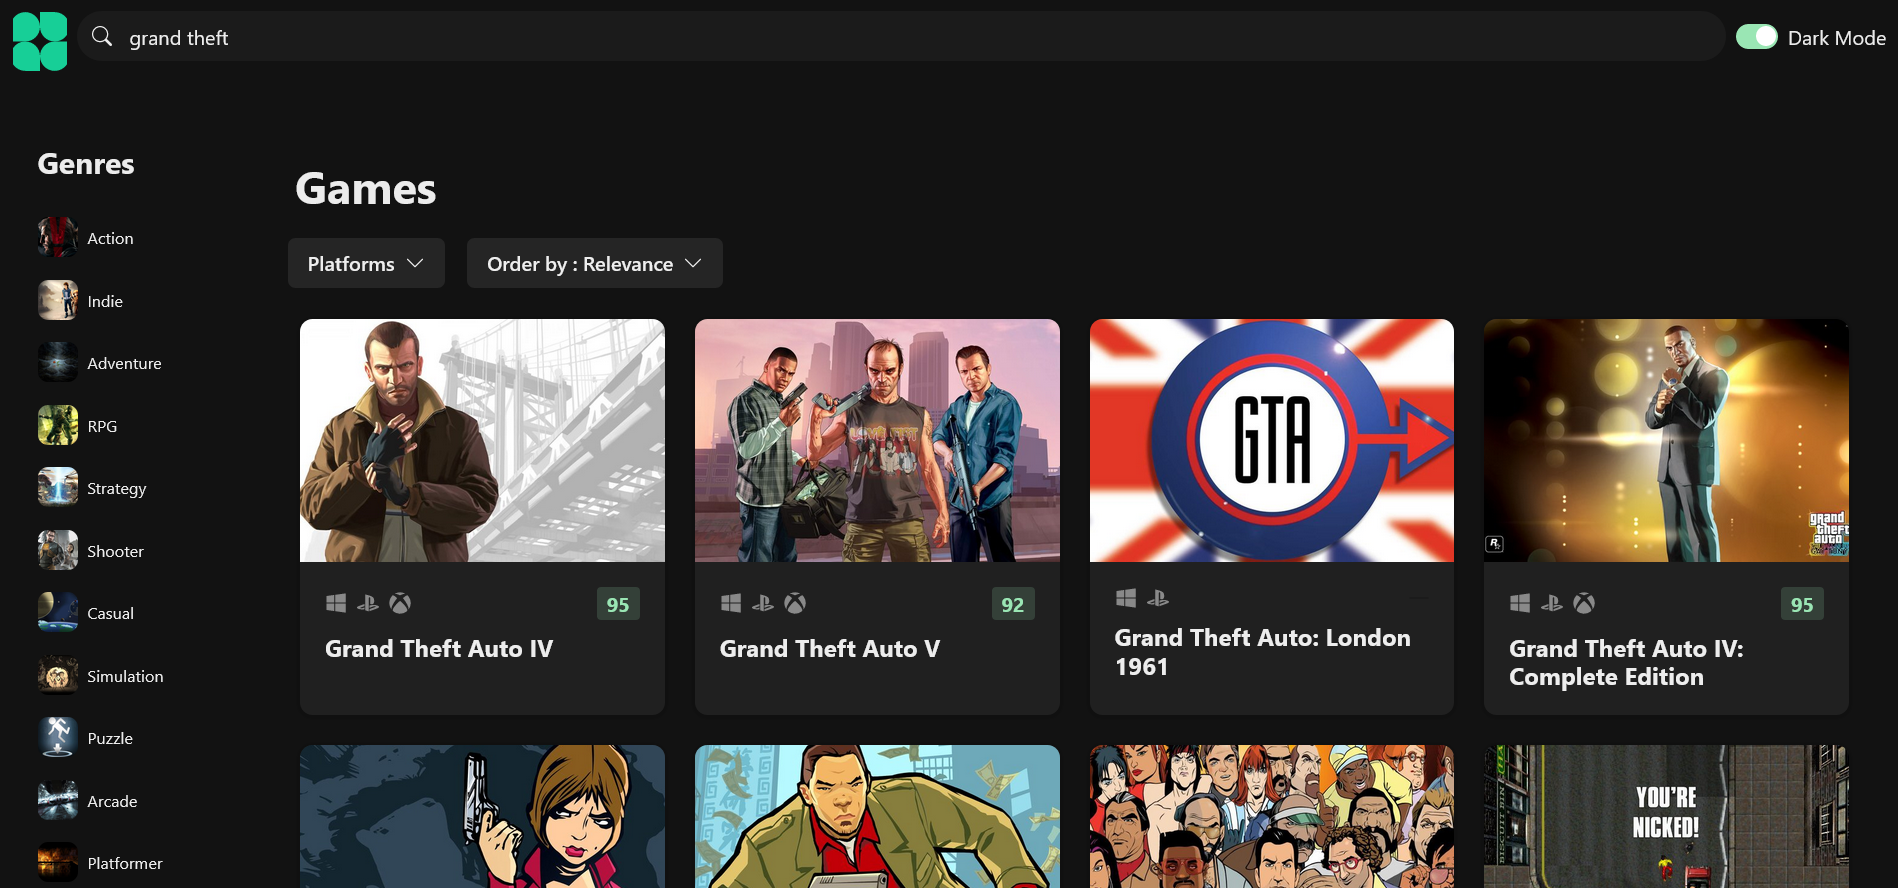 grand theft
Dark Mode
Genres
Action
Indie
Adventure
RPG
Strategy
Shooter
Casual
Simulation
Puzzle
Arcade
Platformer
Games
Platforms
Order by : Relevance
95
Grand Theft Auto IV
92
Grand Theft Auto V
GTA
Grand Theft Auto: London
1961
R
grand
theft
auto
95
Grand Theft Auto IV:
Complete Edition
YOU'RE
NICKED!